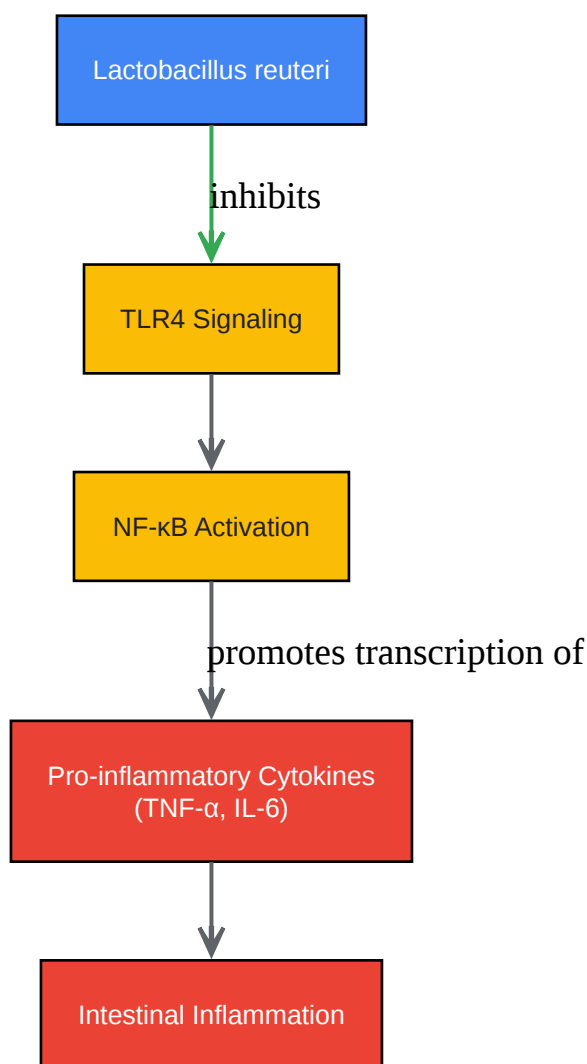 Lactobacillus reuteri
inhibits
TLR4 Signaling
NF-κB Activation
promotes transcription of
Pro-inflammatory Cytokines
(TNF-α, IL-6)
Intestinal Inflammation